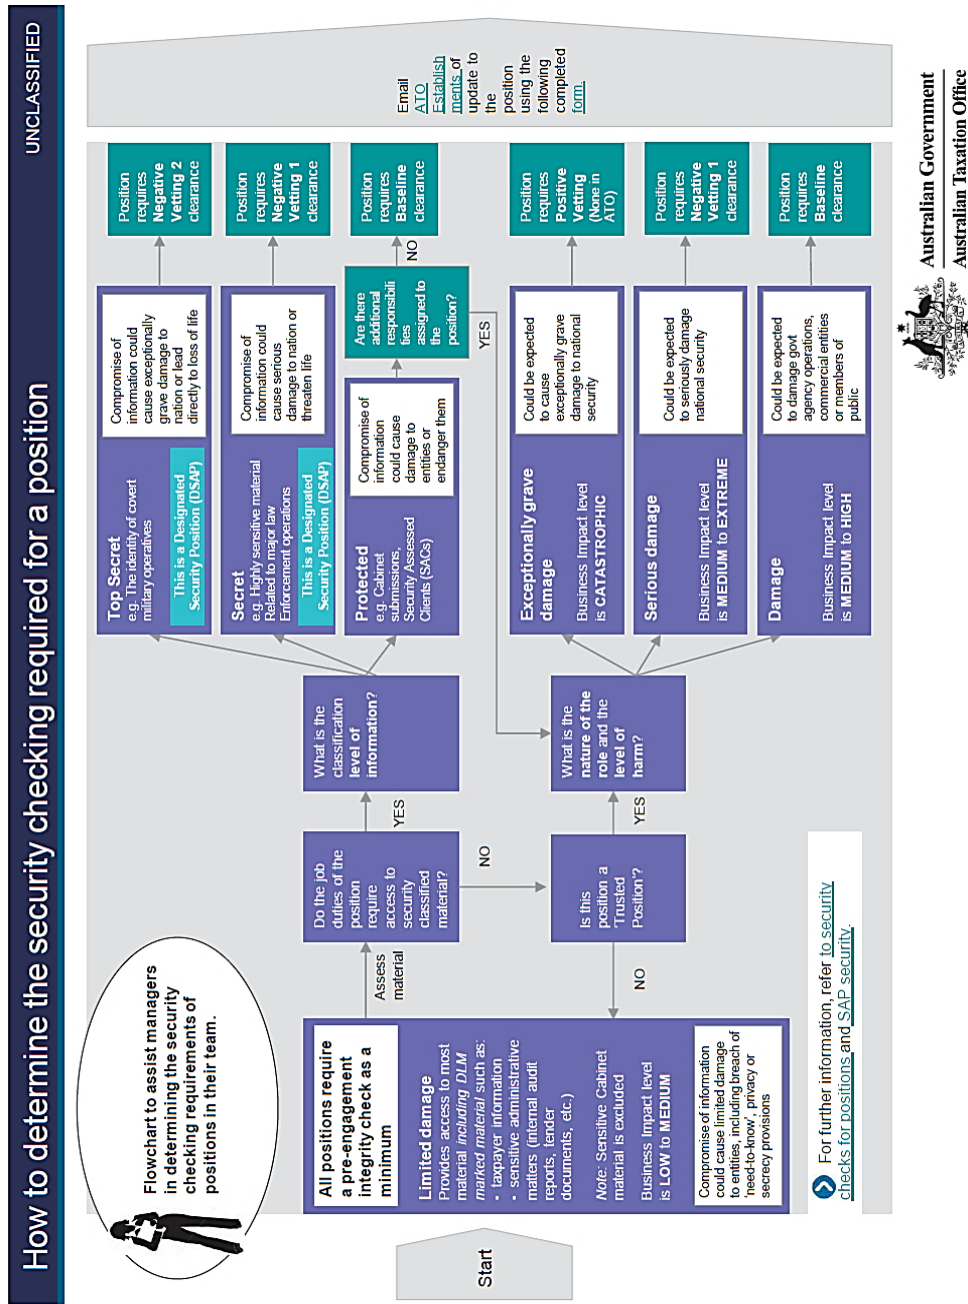 How to determine the security checking required for a position
UNCLASSIFIED
Flowchart to assist managers
in determining the security
checking requirements of
positions in their team.
Start
All positions require
a pre-engagement
integrity check as a
minimum
Limited damage
Provides access to most
material including DLM
marked material such as:
• taxpayer information
• sensitive administrative
matters (internal audit
reports, tender
documents, etc.)
Note: Sensitive Cabinet
material is excluded
Business Impact level
is LOW to MEDIUM
Compromise of information
could cause limited damage
to entities, including breach of
'need-to-know', privacy or
secrecy provisions
Assess
material
Do the job
duties of the
position
require
access to
security
classified
material?
YES
NO
What is the
classification
level of
information?
Is this
position a
'Trusted
Position'?
NO
YES
What is the
nature of the
role and the
level of
harm?
Top Secret
e.g. The identity of covert
military operatives
This is a Designated
Security Position (DSAP)
Compromise of
information could
cause exceptionally
grave damage to
nation or lead
directly to loss of life
Position
requires
Negative
Vetting 2
clearance
Secret
e.g. Highly sensitive material
Related to major law
Enforcement operations
This is a Designated
Security Position (DSAP)
Compromise of
information could
cause serious
damage to nation or
threaten life
Position
requires
Negative
Vetting 1
clearance
Protected
e.g. Cabinet
submissions,
Security Assessed
Clients (SACs)
Compromise of
information
could cause
damage to
entities or
endanger them
Are there
additional
responsibili
ties
assigned to
the
position?
NO
YES
Position
requires
Baseline
clearance
Exceptionally grave
damage
Business Impact level
is CATASTROPHIC
Could be expected
to cause
exceptionally grave
damage to national
security
Position
requires
Positive
Vetting
(None in
ATO)
Serious damage
Business Impact level
is MEDIUM to EXTREME
Could be expected
to seriously damage
national security
Position
requires
Negative
Vetting 1
clearance
Damage
Business Impact level
is MEDIUM to HIGH
Could be expected
to damage govt
agency operations,
commercial entities
or members of
public
Position
requires
Baseline
clearance
Email
ATO
Establish
ments of
update to
the
position
using the
following
completed
form.
For further information, refer to security
checks for positions and SAP security.
Australian Government
Australian Taxation Office